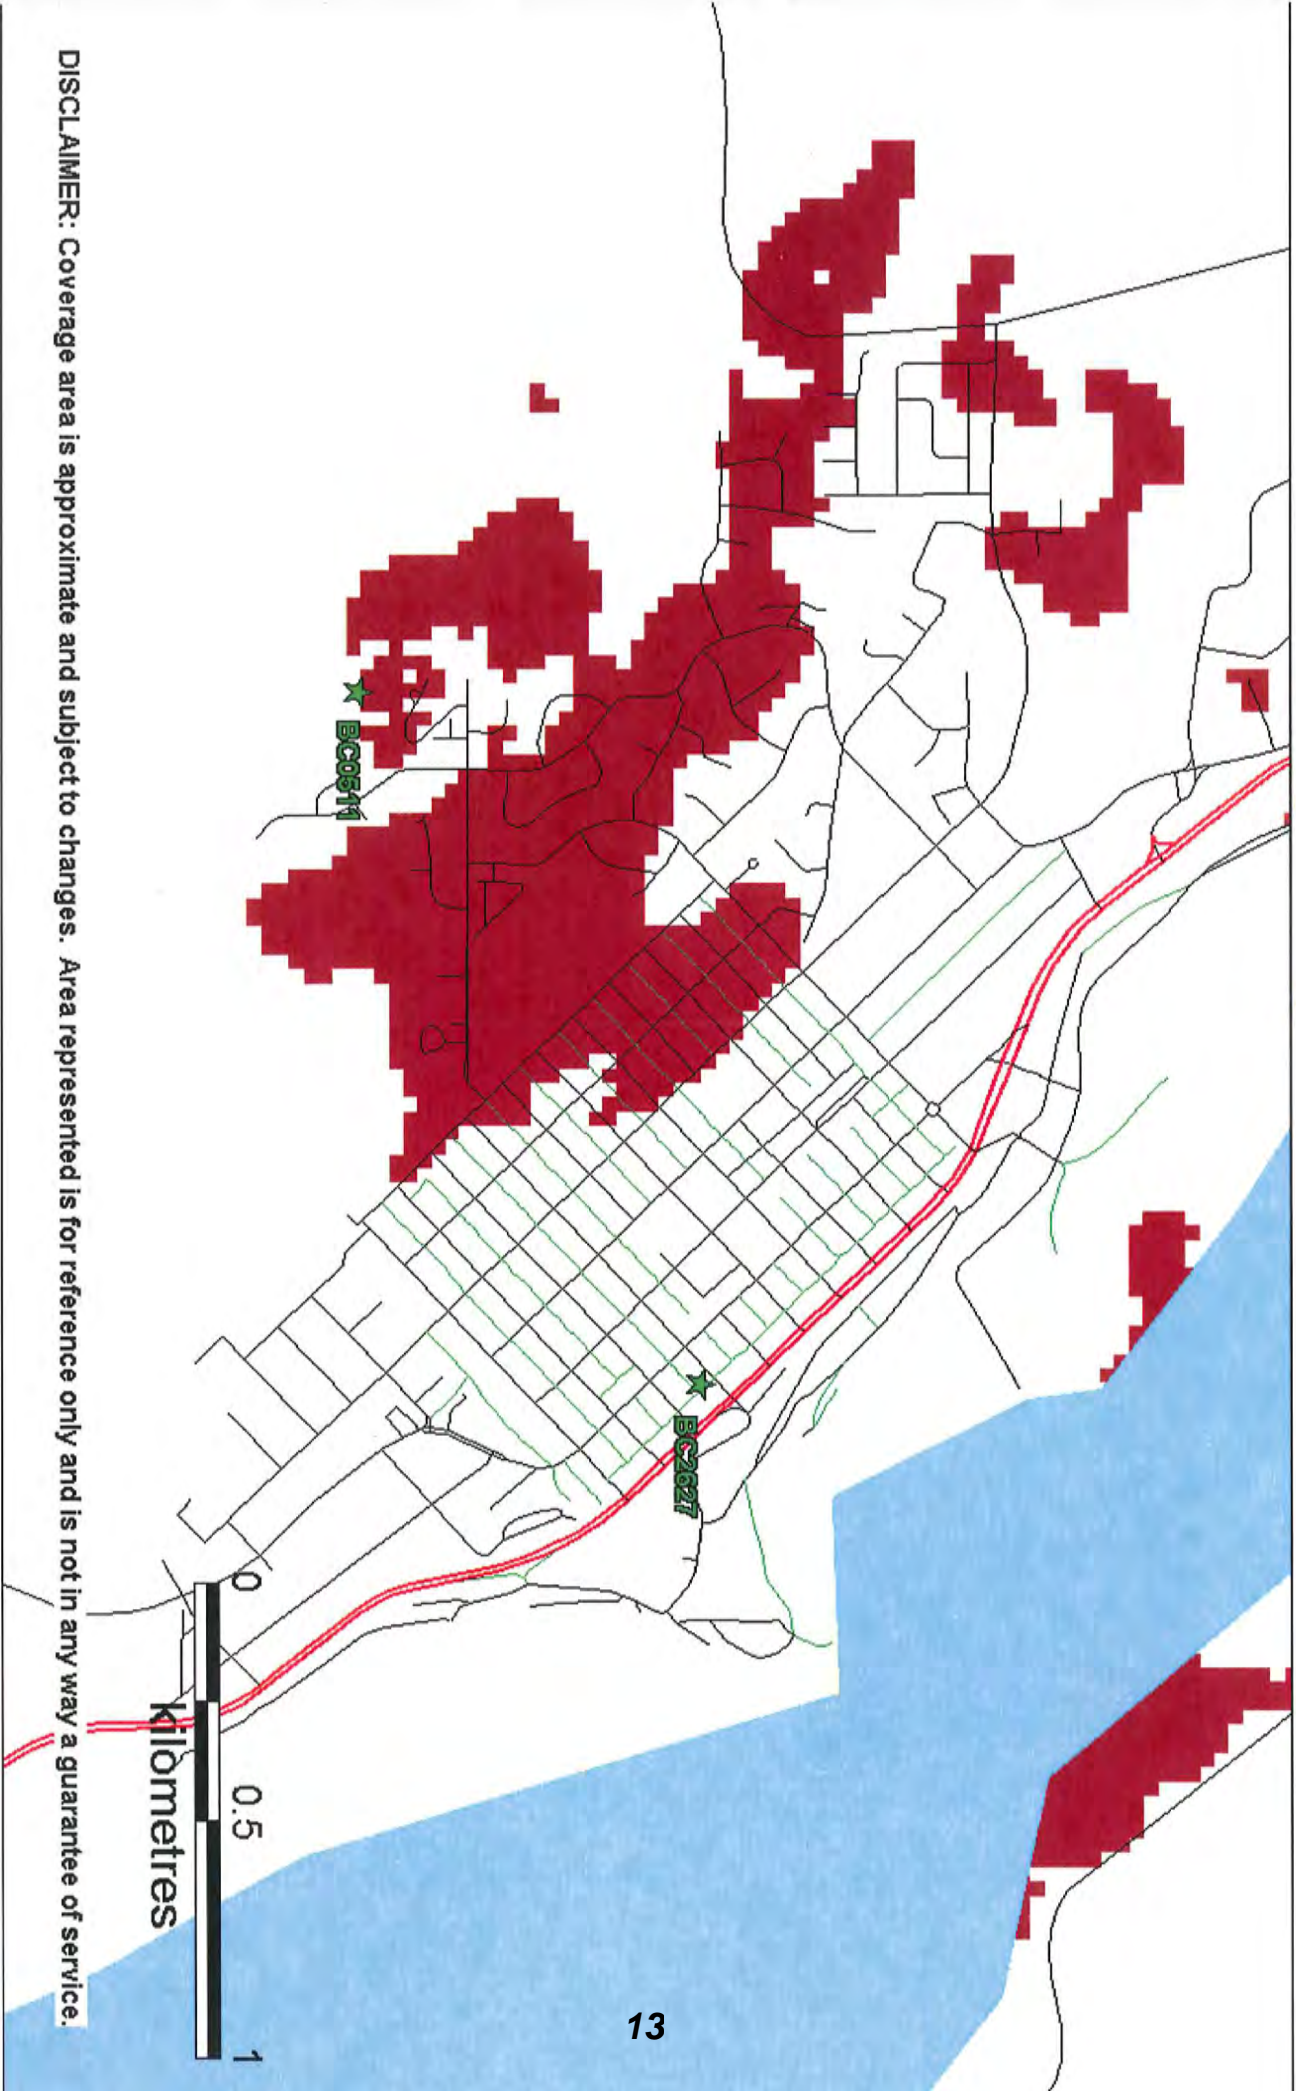 BC0511
BC2627
0 0.5 1
kilometres
DISCLAIMER: Coverage area is approximate and subject to changes. Area represented is for reference only and is not in any way a guarantee of service.
13